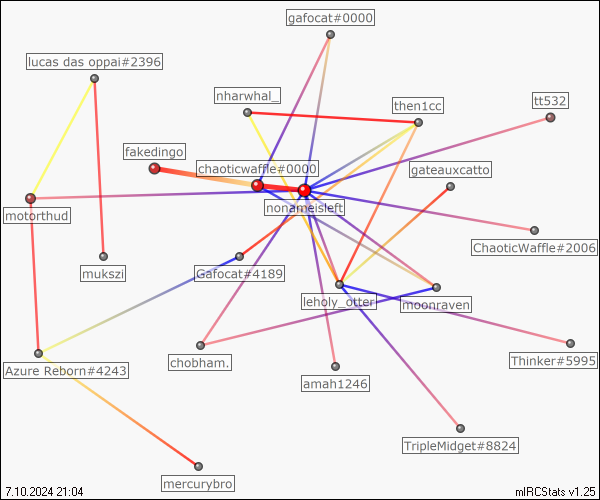 gafocat#0000
lucas das oppai#2396
nharwhal_
then1cc
tt532
fakedingo
chaoticwaffle#0000
gateauxcatto
nonameisleft
motorthud
ChaoticWaffle#2006
mukszi
Gafocat#4189
leholy_otter
moonraven
chobham.
Thinker#5995
Azure Reborn#4243
amah1246
TripleMidget#8824
mercurybro
7.10.2024 21:04
mIRCStats v1.25